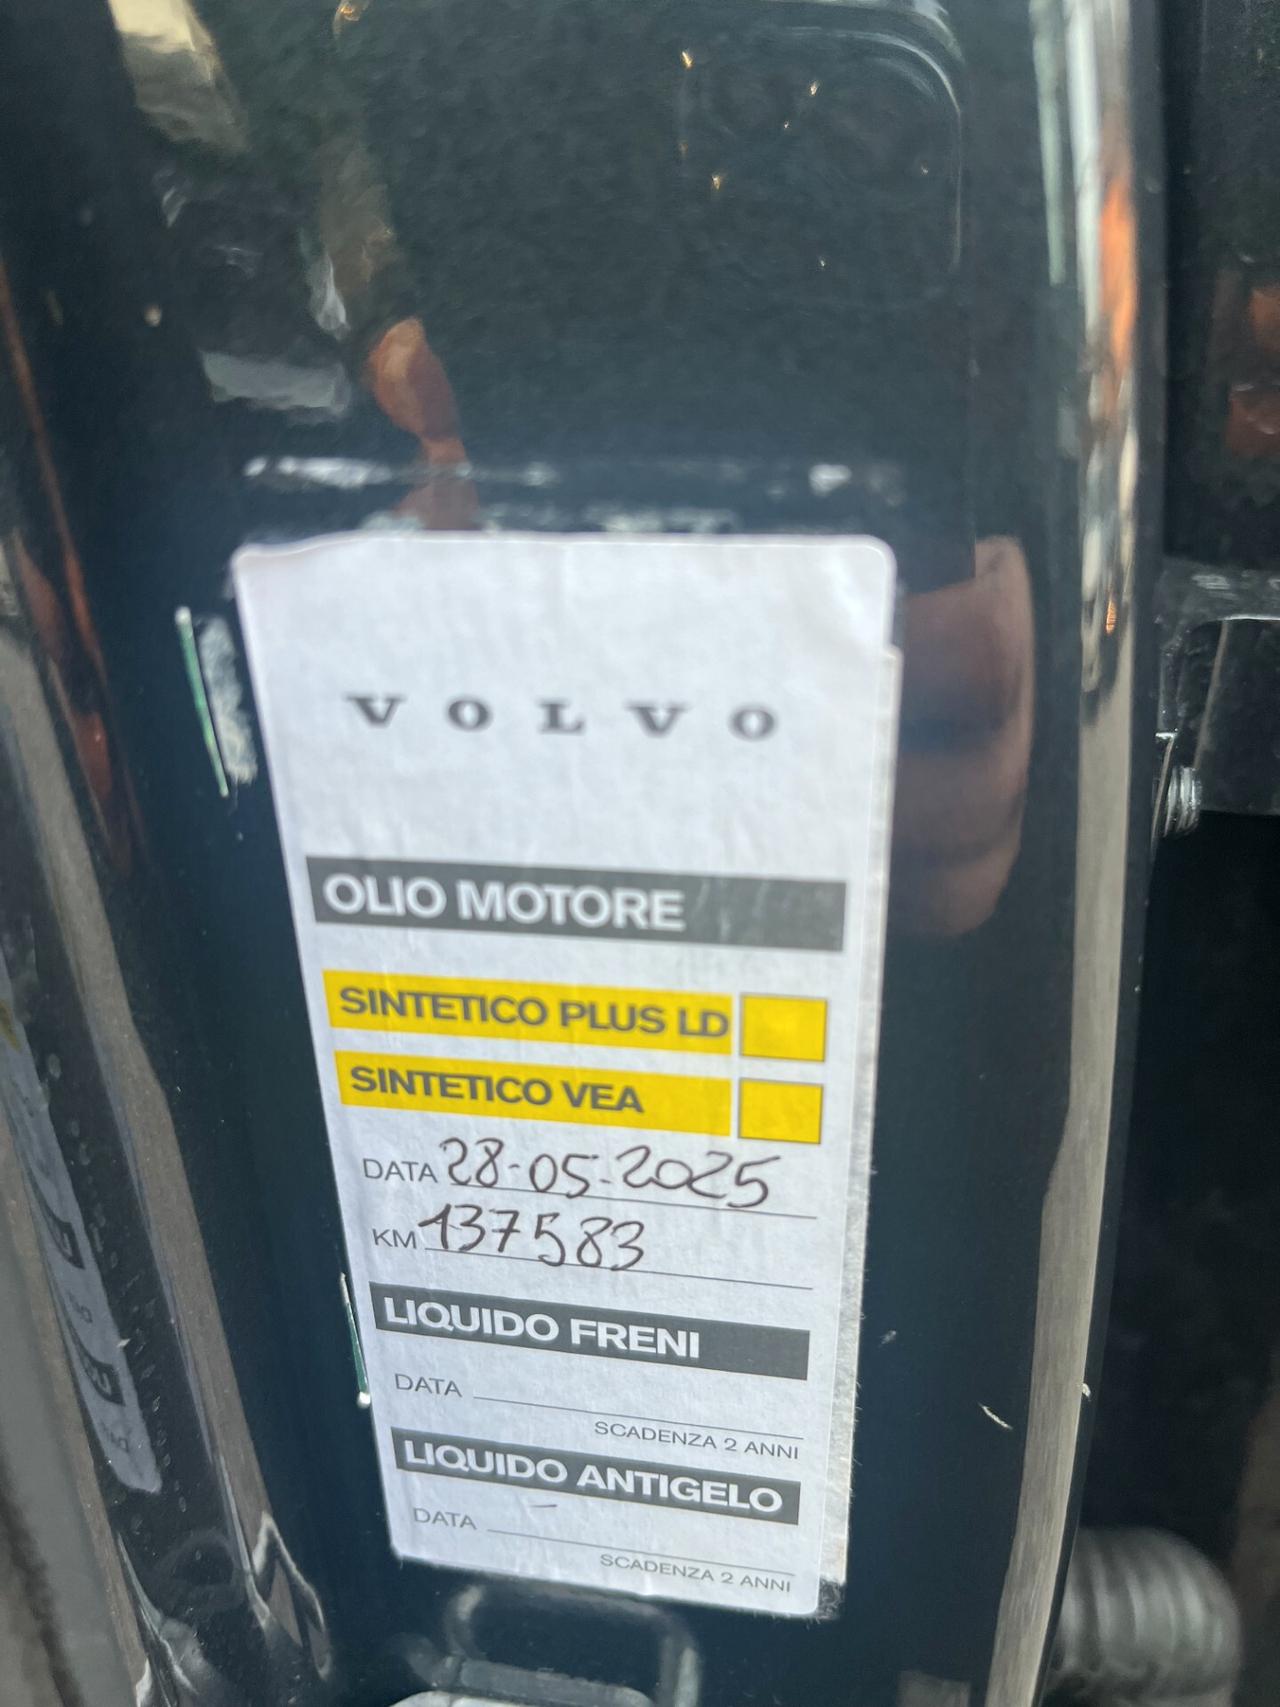 VOLVO
OLIO MOTORE
SINTETICO PLUS LD
SINTETICO VEA
DATA 28-05-2025
KM 137583
LIQUIDO FRENI
DATA
SCADENZA 2 ANNI
LIQUIDO ANTIGELO
DATA
SCADENZA 2 ANNI